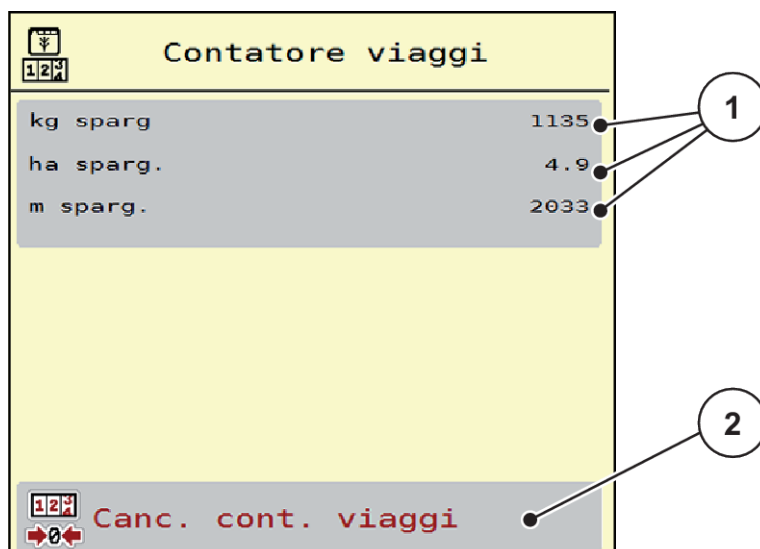 Contatore viaggi
kg sparg 1135
ha sparg. 4.9
m sparg. 2033
1
2
Canc. cont. viaggi